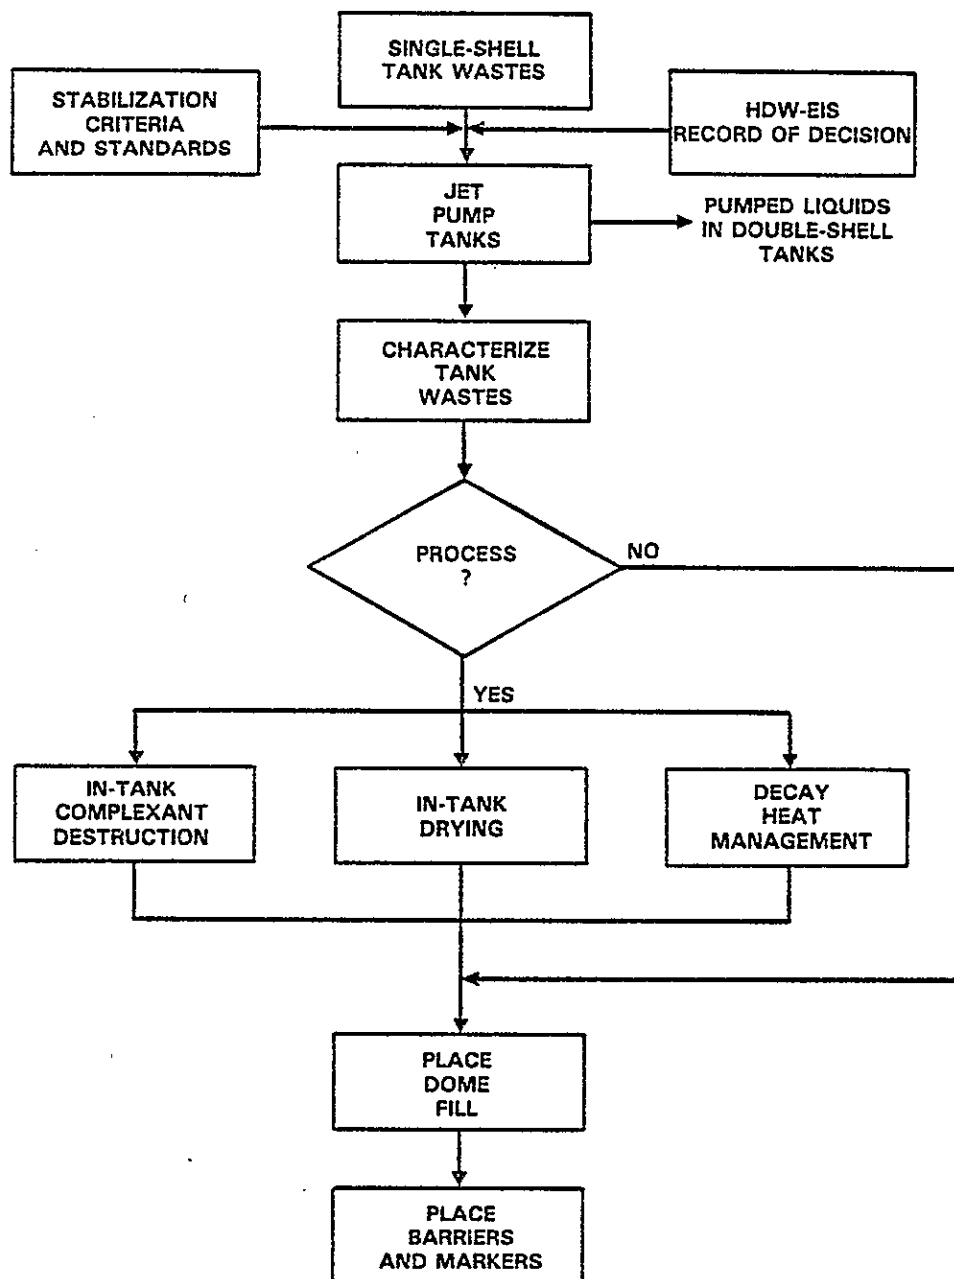 SINGLE-SHELL
TANK WASTES
STABILIZATION
CRITERIA
AND STANDARDS
HDW-EIS
RECORD OF DECISION
JET
PUMP
TANKS
PUMPED LIQUIDS
IN DOUBLE-SHELL
TANKS
CHARACTERIZE
TANK
WASTES
PROCESS
?
NO
YES
IN-TANK
COMPLEXANT
DESTRUCTION
IN-TANK
DRYING
DECAY
HEAT
MANAGEMENT
PLACE
DOME
FILL
PLACE
BARRIERS
AND MARKERS